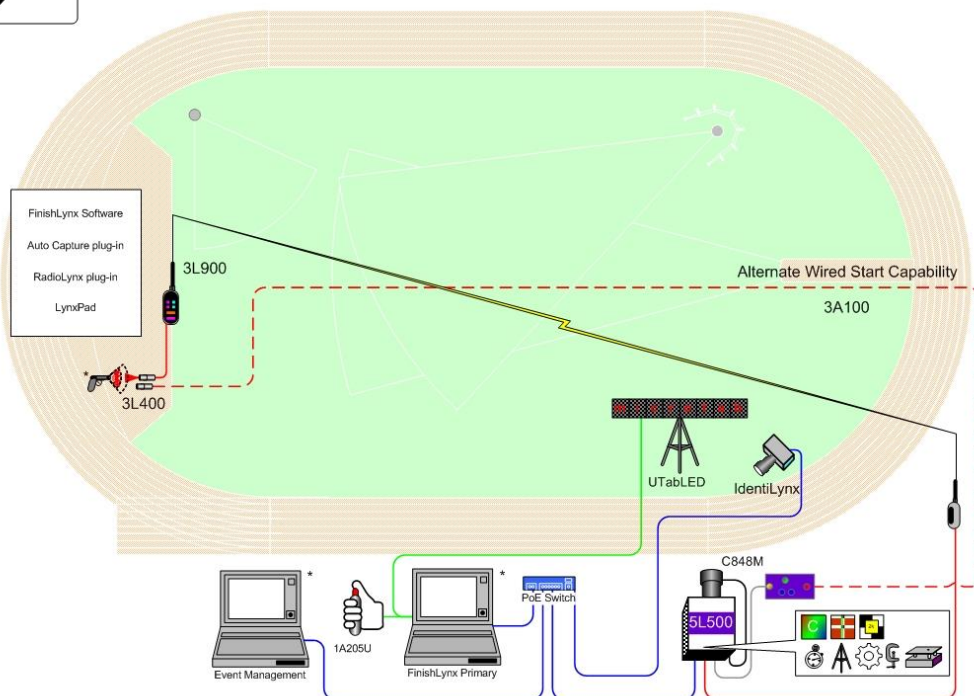 FinishLynx Software
Auto Capture plug-in
RadioLynx plug-in
LynxPad
3L900
Alternate Wired Start Capability
3A100
*
3L400
UTabLED
IdentiLynx
C848M
*
*
PoE Switch
5L500
C
1A205U
Event Management
FinishLynx Primary